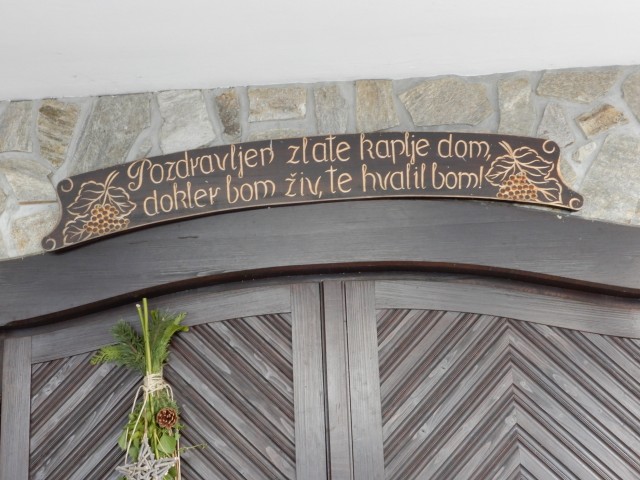 Pozdravljen zlate kaplje dom,
dokler bom živ, te hvalil bom!